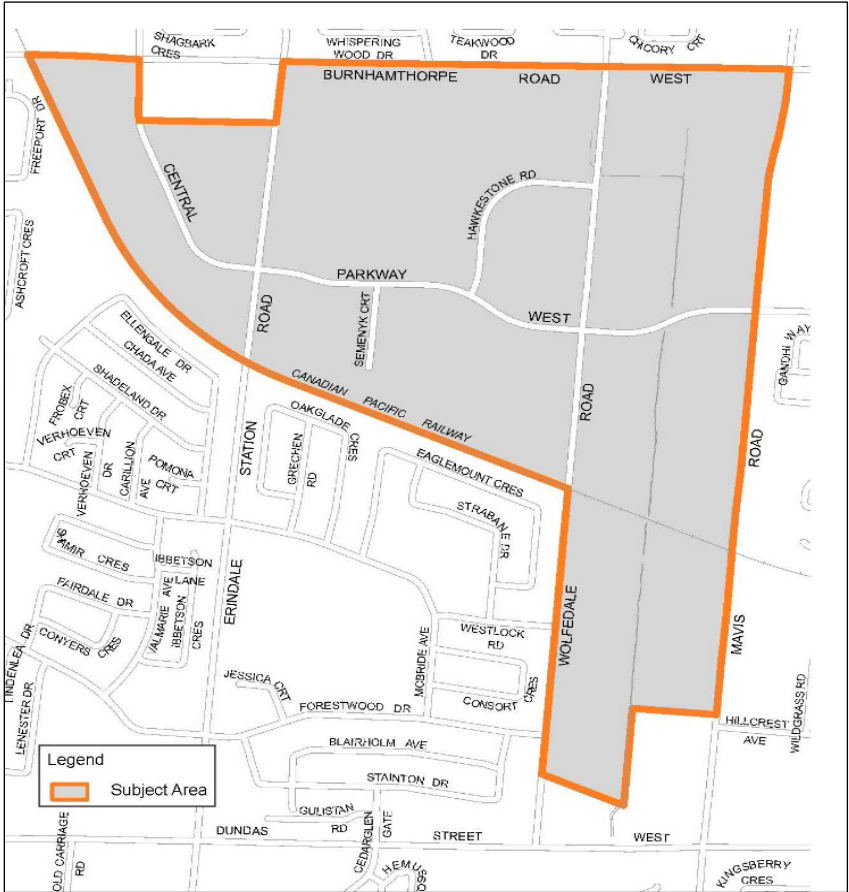 SHAGBARK
CRES
WHISPERING
WOOD DR
TEAKWOOD
DR
CHICORY CRT
BURNHAMTHORPE ROAD WEST
FREEPORT DR
CENTRAL
HAWKESTONE RD
ASHCROFT CRES
PARKWAY
WEST
SEMENYK CRT
ROAD
ROAD
ROAD
GANDHI WAY
ELLENGALE DR
CHADA AVE
SHADELAND DR
CANADIAN PACIFIC RAILWAY
FROBEX
CRT
VERHOEVEN
CRT
VERHOEVEN
DR
CARILLION
AVE
POMONA
CRT
STATION
OAKGLADE
CRES
GRECHEN
RD
EAGLEMOUNT CRES
STRABANE DR
AMIR CRES
IBBETSON
LANE
FAIRDALE DR
VALMARIE AVE
IBBETSON
CRES
ERINDALE
CONYERS CRES
LINDENLEA DR
LENESTER DR
WESTLOCK
RD
WOLFEDALE
MAVIS
MCBRIDE AVE
CONSORT
CRES
JESSICA CRT
FORESTWOOD DR
HILLCREST
AVE
WILDGRASS RD
BLAIRHOLM AVE
STAINTON DR
Legend
Subject Area
GULISTAN
RD
CEDARGLEN
GATE
DUNDAS STREET WEST
OLD CARRIAGE
RD
KINGSBERRY
CRES